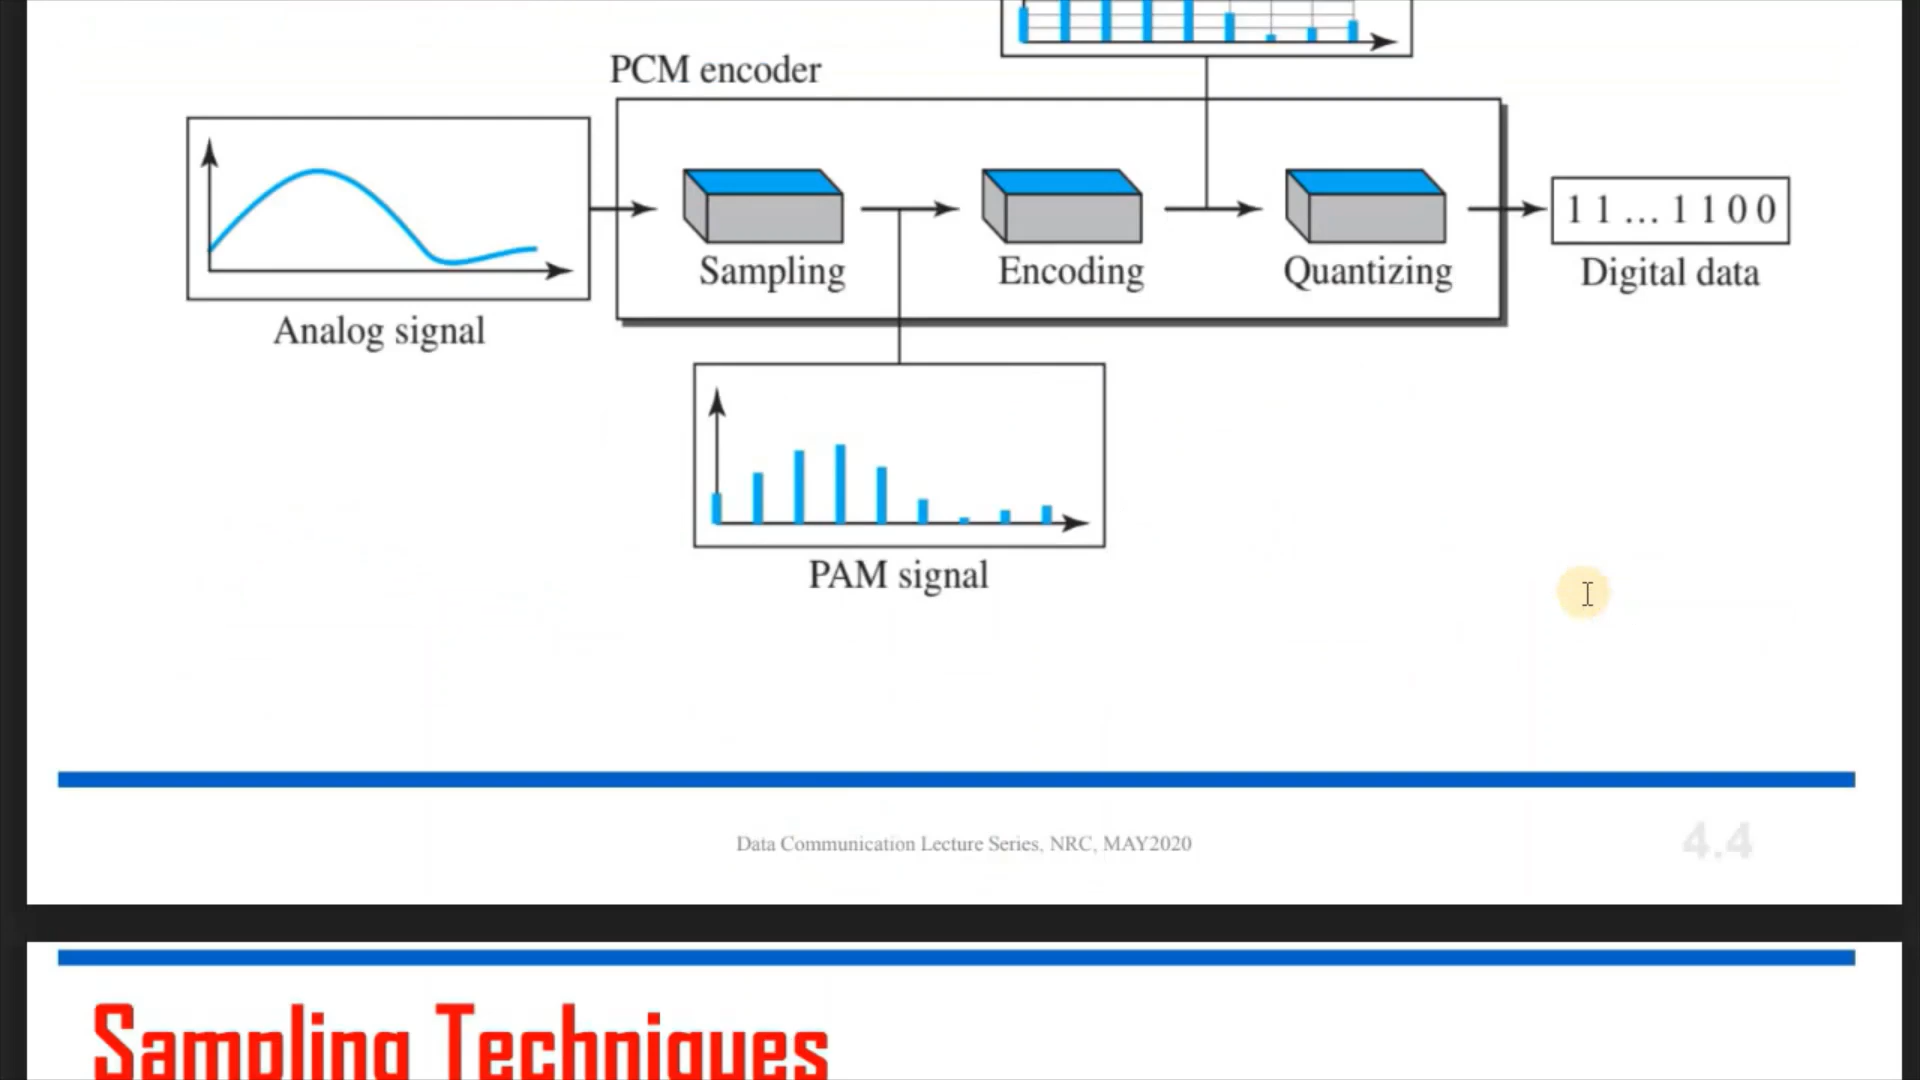 PCM encoder
Sampling
Encoding
Quantizing
1 1 ... 1 1 0 0
Digital data
Analog signal
PAM signal
Data Communication Lecture Series, NRC, MAY2020
4.4
Sampling Techniques